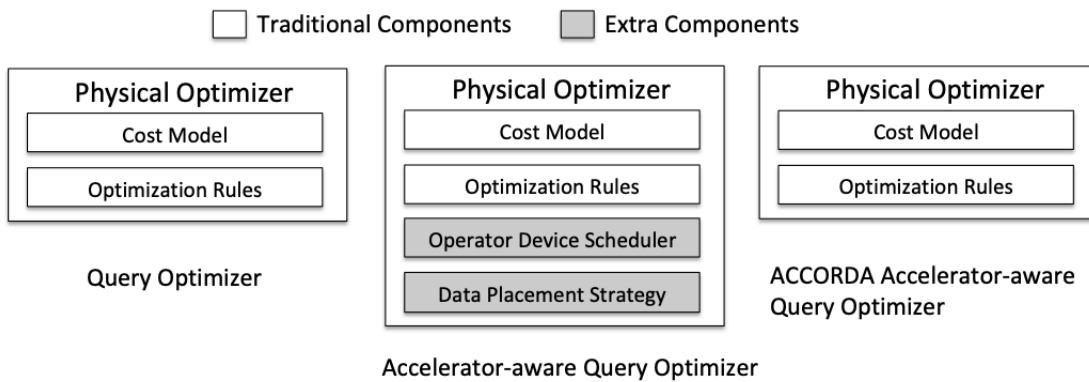 Traditional Components
Extra Components
Physical Optimizer
Cost Model
Optimization Rules
Query Optimizer
Physical Optimizer
Cost Model
Optimization Rules
Operator Device Scheduler
Data Placement Strategy
Accelerator-aware Query Optimizer
Physical Optimizer
Cost Model
Optimization Rules
ACCORDA Accelerator-aware
Query Optimizer